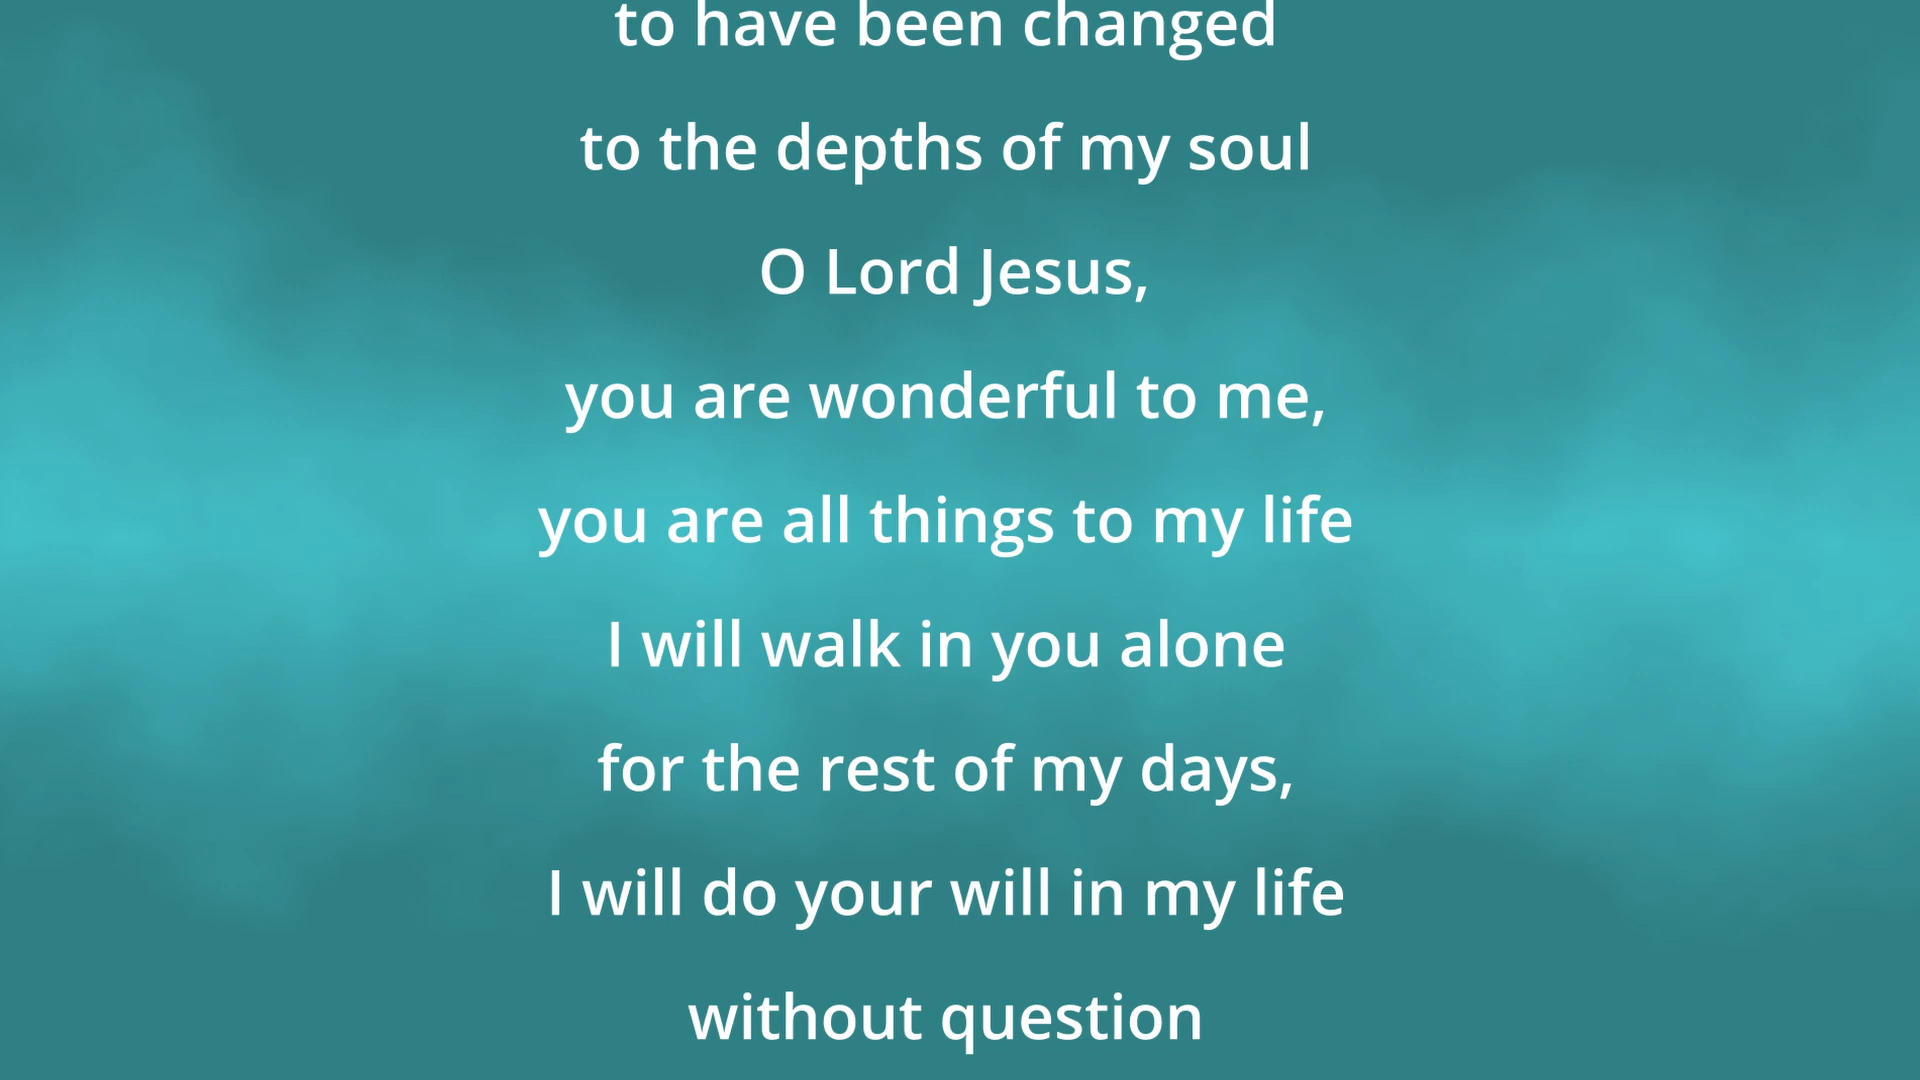 to have been changed
to the depths of my soul
O Lord Jesus,
you are wonderful to me,
you are all things to my life
I will walk in you alone
for the rest of my days,
I will do your will in my life
without question